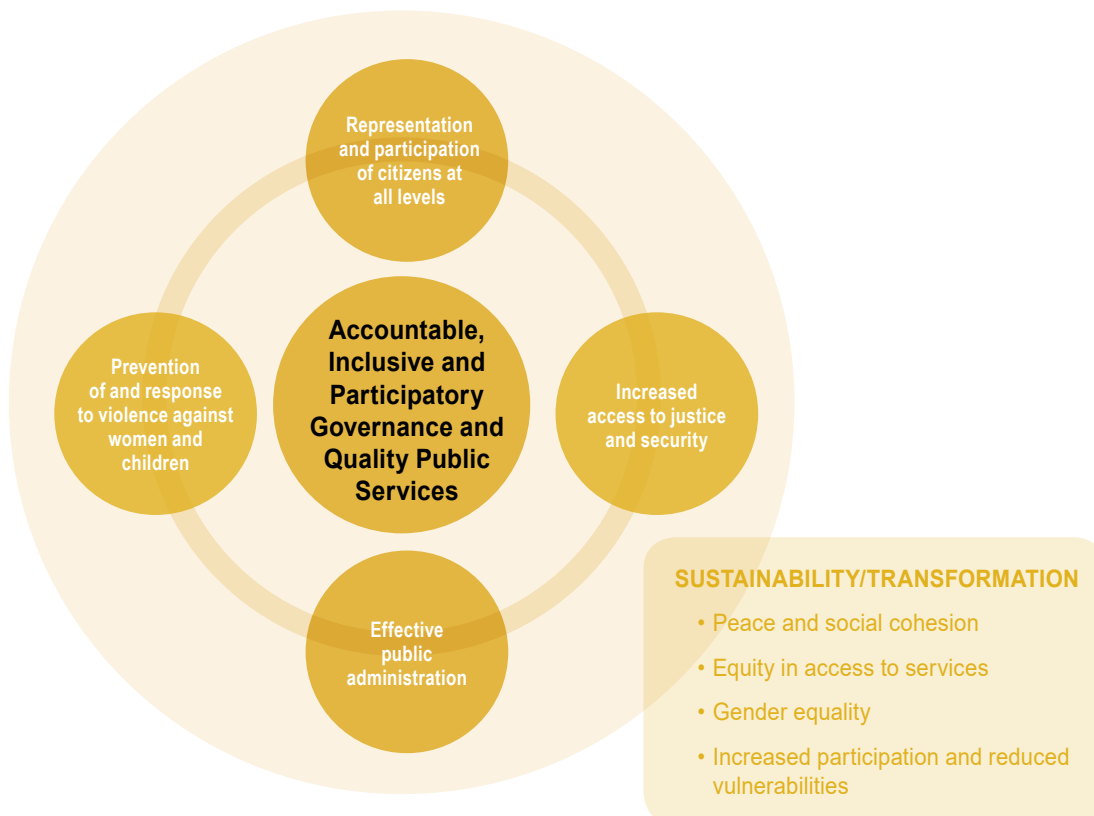 Representation
and participation
of citizens at
all levels
Accountable,
Inclusive and
Participatory
Governance and
Quality Public
Services
Prevention
of and response
to violence against
women and
children
Increased
access to justice
and security
Effective
public
administration
SUSTAINABILITY/TRANSFORMATION
• Peace and social cohesion
• Equity in access to services
• Gender equality
• Increased participation and reduced
vulnerabilities